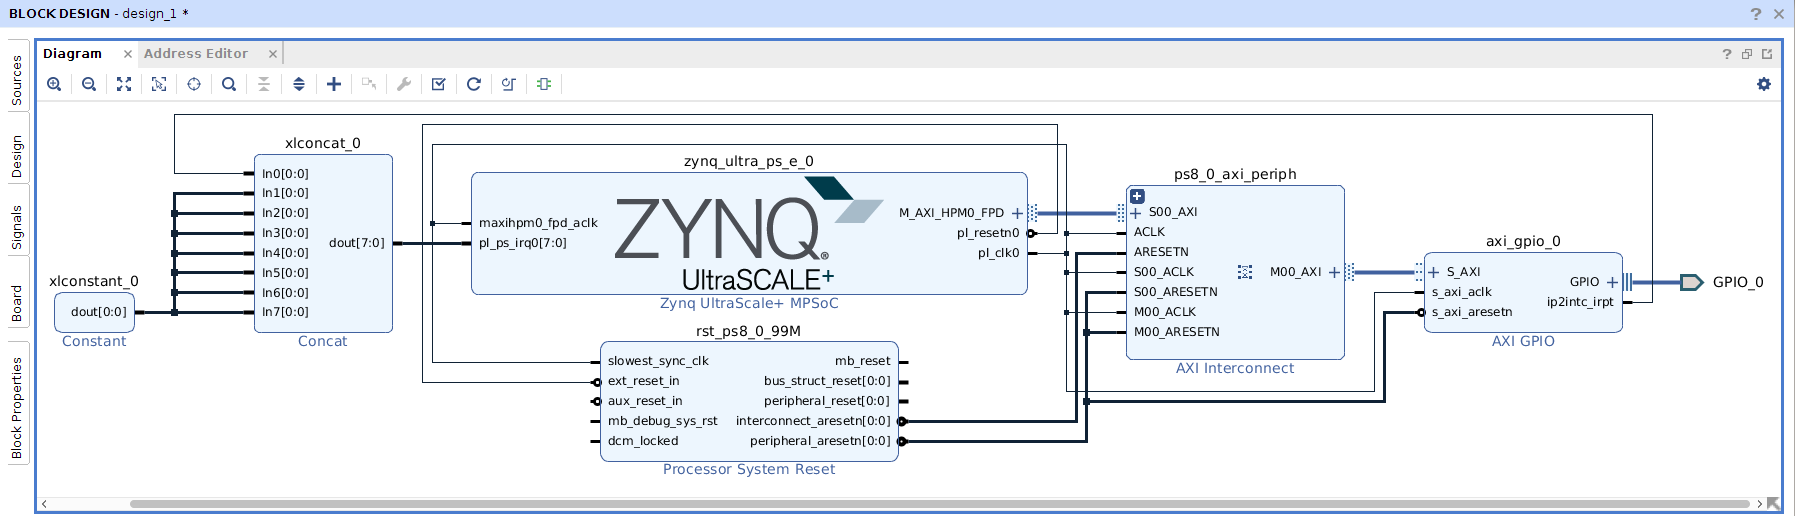 BLOCK DESIGN - design_1 *
? ×
Sources
Design
Signals
Board
Block Properties
Diagram × Address Editor ×
?
xlconstant_0
dout[0:0]
Constant
xlconcat_0
In0[0:0]
In1[0:0]
In2[0:0]
In3[0:0]
In4[0:0]
In5[0:0]
In6[0:0]
In7[0:0]
dout[7:0]
Concat
zynq_ultra_ps_e_0
maxihpm0_fpd_aclk
pl_ps_irq0[7:0]
ZYNQ®
UltraSCALE+
M_AXI_HPM0_FPD
pl_resetn0
pl_clk0
Zynq UltraScale+ MPSoC
rst_ps8_0_99M
slowest_sync_clk
ext_reset_in
aux_reset_in
mb_debug_sys_rst
dcm_locked
mb_reset
bus_struct_reset[0:0]
peripheral_reset[0:0]
interconnect_aresetn[0:0]
peripheral_aresetn[0:0]
Processor System Reset
ps8_0_axi_periph
S00_AXI
ACLK
ARESETN
S00_ACLK
S00_ARESETN
M00_ACLK
M00_ARESETN
M00_AXI
AXI Interconnect
axi_gpio_0
S_AXI
s_axi_aclk
s_axi_aresetn
GPIO
ip2intc_irpt
AXI GPIO
GPIO_0